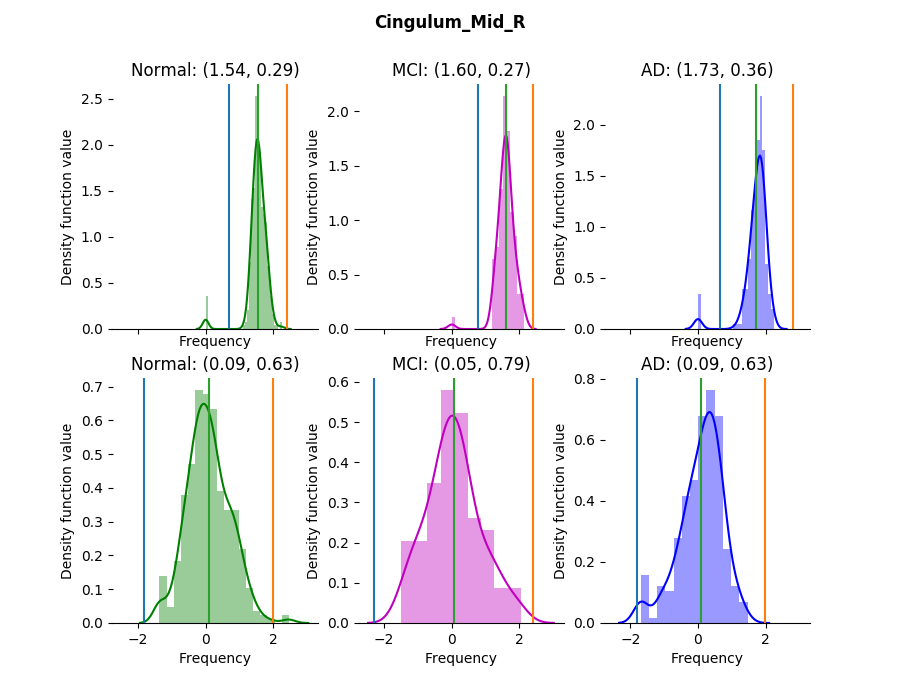 Cingulum_Mid_R
Normal: (1.54, 0.29)
MCI: (1.60, 0.27)
AD: (1.73, 0.36)
Density function value
2.5
2.0
1.5
1.0
0.5
0.0
Frequency
Density function value
2.0
1.5
1.0
0.5
0.0
Frequency
Density function value
2.0
1.5
1.0
0.5
0.0
Frequency
Normal: (0.09, 0.63)
MCI: (0.05, 0.79)
AD: (0.09, 0.63)
Density function value
0.7
0.6
0.5
0.4
0.3
0.2
0.1
0.0
−2 0 2
Frequency
Density function value
0.6
0.5
0.4
0.3
0.2
0.1
0.0
−2 0 2
Frequency
Density function value
0.8
0.6
0.4
0.2
0.0
−2 0 2
Frequency